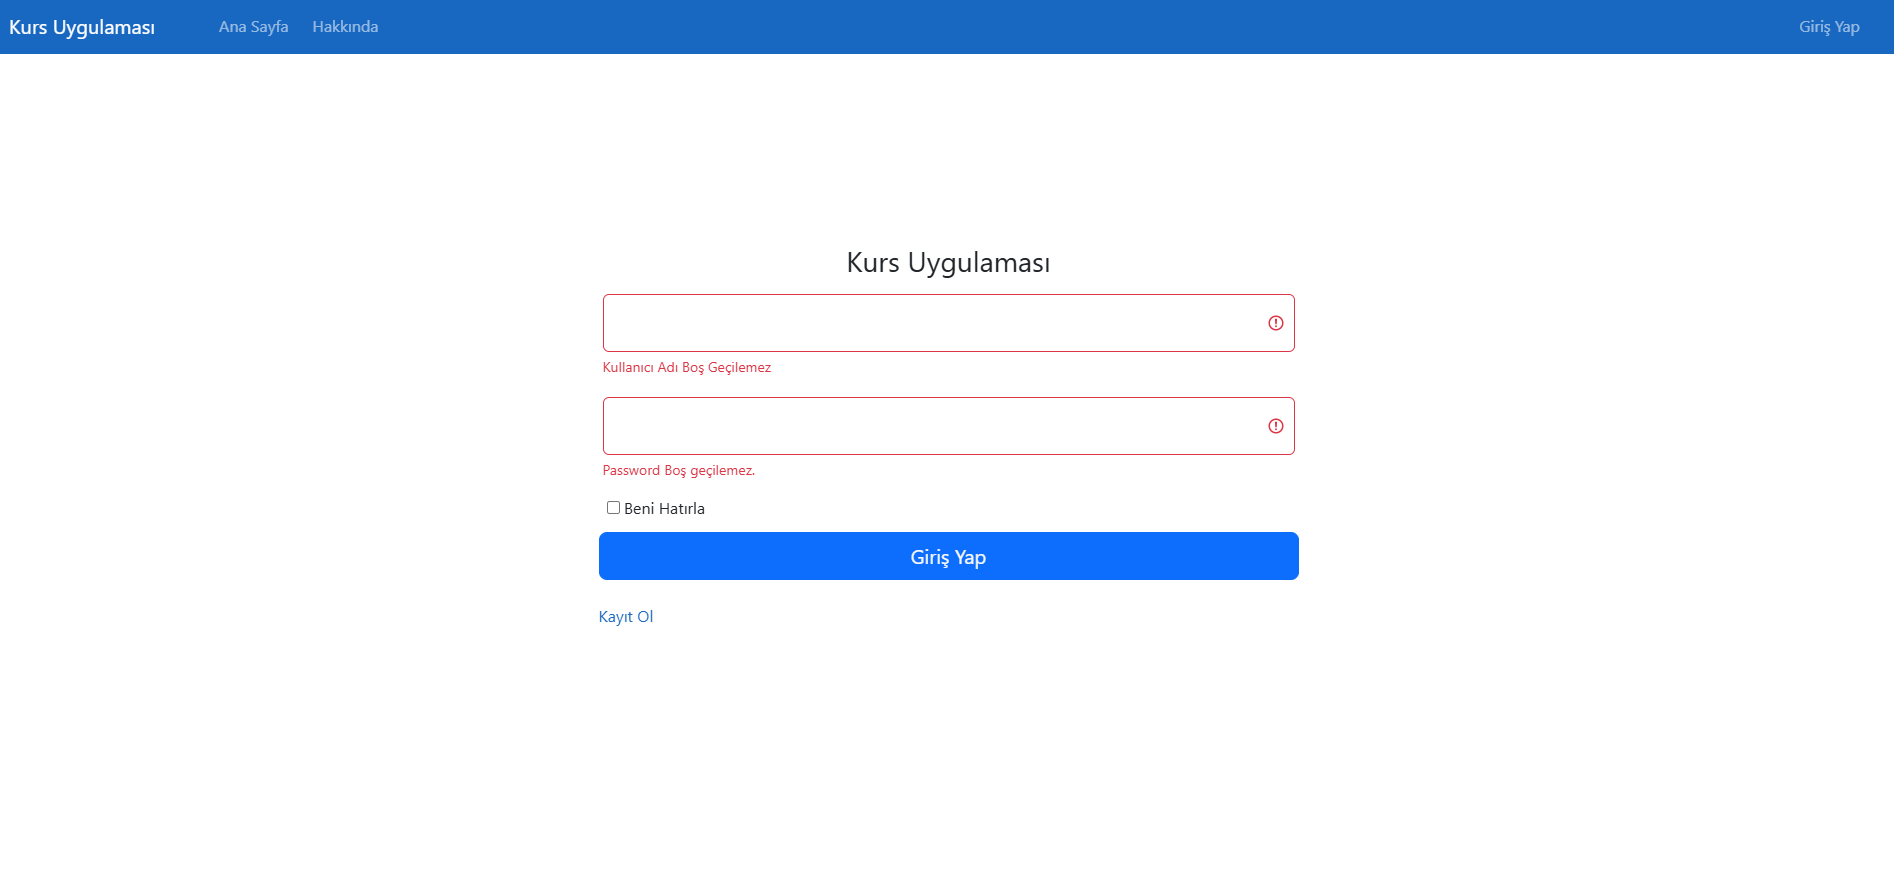 Kurs Uygulaması Ana Sayfa Hakkında Giriş Yap
Kurs Uygulaması
Kullanıcı Adı Boş Geçilemez
Password Boş geçilemez.
Beni Hatırla
Giriş Yap
Kayıt Ol